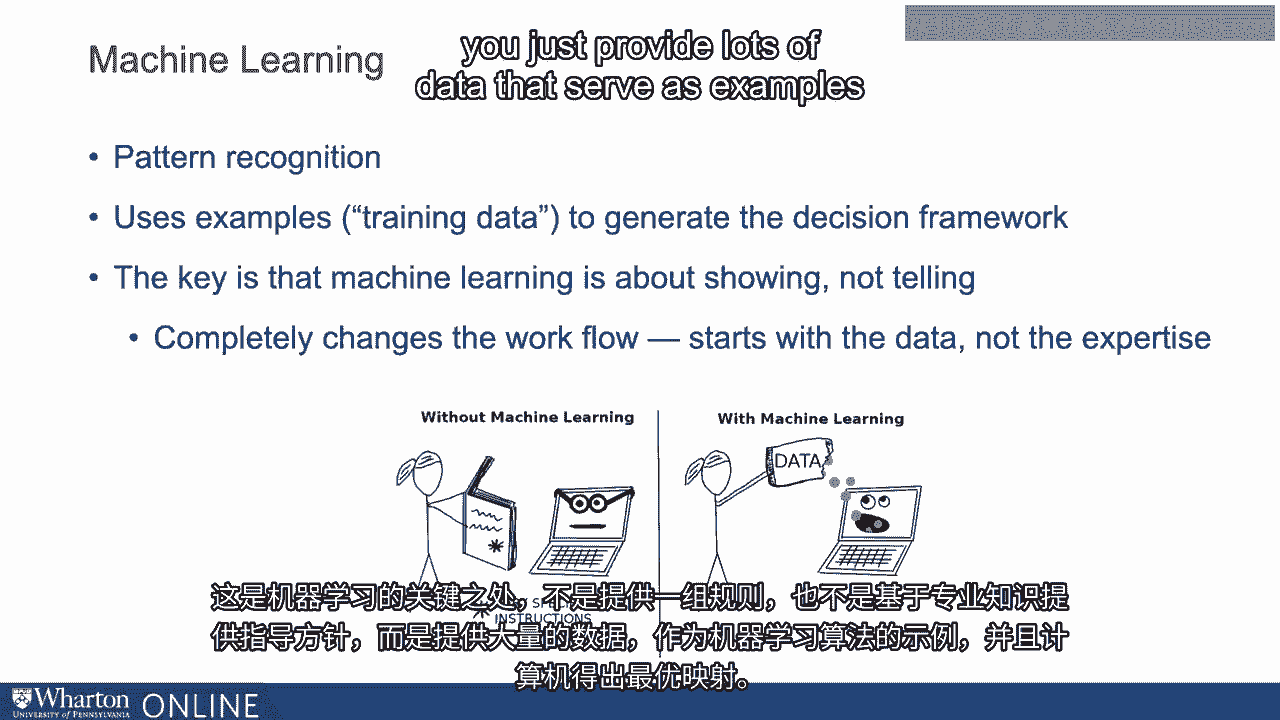 Machine Learning
you just provide lots of
data that serve as examples
• Pattern recognition
• Uses examples (“training data”) to generate the decision framework
• The key is that machine learning is about showing, not telling
• Completely changes the work flow — starts with the data, not the expertise
Without Machine Learning
With Machine Learning
DATA
INSTRUCTIONS
这是机器学习的关键之处，不是提供一组规则，也不是基于专业知识提
供指导方针，而是提供大量的数据，作为机器学习算法的示例，并且计
算机得出最优映射。
Wharton
UNIVERSITY of PENNSYLVANIA
ONLINE